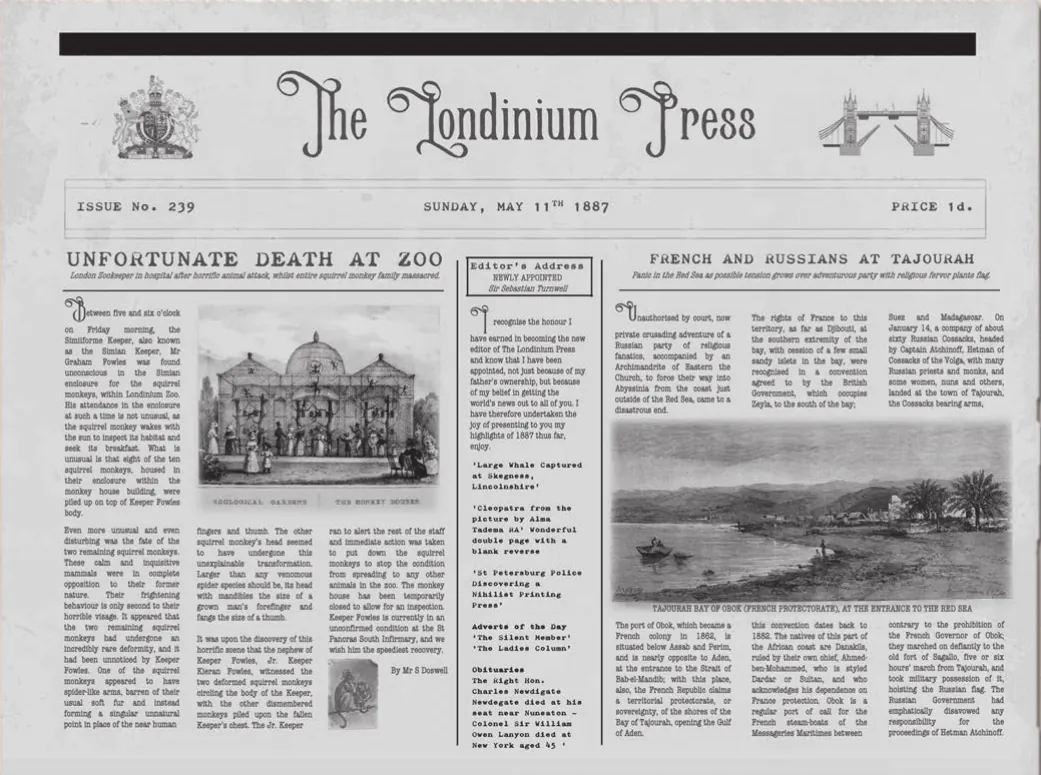 The Londinium Press
ISSUE No. 239
SUNDAY, MAY 11TH 1887
PRICE 1d.
UNFORTUNATE DEATH AT ZOO
London Zookeeper in hospital after horrific animal attack, whilst entire squirrel monkey family massacred.
Between five and six o'clock
on Friday morning, the
Simiiforme Keeper, also known
as the Simian Keeper, Mr
Graham Fowles was found
unconscious in the Simian
enclosure for the squirrel
monkeys, within Londinium Zoo.
His attendance in the enclosure
at such a time is not unusual, as
the squirrel monkey wakes with
the sun to inspect its habitat and
seek its breakfast. What is
unusual is that eight of the ten
squirrel monkeys, housed in
their enclosure within the
monkey house building, were
piled up on top of Keeper Fowles
body.
ZOOLOGICAL GARDENS
THE MONKEY HOUSES
Even more unusual and even
disturbing was the fate of the
two remaining squirrel monkeys.
These calm and inquisitive
mammals were in complete
opposition to their former
nature. Their frightening
behaviour is only second to their
horrible visage. It appeared that
the two remaining squirrel
monkeys had undergone an
incredibly rare deformity, and it
had been unnoticed by Keeper
Fowles. One of the squirrel
monkeys appeared to have
spider-like arms, barren of their
usual soft fur and instead
forming a singular unnatural
point in place of the near human
fingers and thumb. The other
squirrel monkey's head seemed
to have undergone this
unexplainable transformation.
Larger than any venomous
spider species should be, its head
with mandibles the size of a
grown man's forefinger and
fangs the size of a thumb.
It was upon the discovery of this
horrific scene that the nephew of
Keeper Fowles, Jr. Keeper
Kieran Fowles, witnessed the
two deformed squirrel monkeys
circling the body of the Keeper,
with the other dismembered
monkeys piled upon the fallen
Keeper's chest. The Jr. Keeper
ran to alert the rest of the staff
and immediate action was taken
to put down the squirrel
monkeys to stop the condition
from spreading to any other
animals in the zoo. The monkey
house has been temporarily
closed to allow for an inspection.
Keeper Fowles is currently in an
unconfirmed condition at the St
Pancras South Infirmary, and we
wish him the speediest recovery.
By Mr S Doswell
Editor's Address
NEWLY APPOINTED
Sir Sebastian Turnwell
I recognise the honour I
have earned in becoming the new
editor of The Londinium Press
and know that I have been
appointed, not just because of my
father's ownership, but because
of my belief in getting the
world's news out to all of you. I
have therefore undertaken the
joy of presenting to you my
highlights of 1887 thus far,
enjoy.
'Large Whale Captured
at Skegness,
Lincolnshire'
'Cleopatra from the
picture by Alma
Tadema RA' Wonderful
double page with a
blank reverse
'St Petersburg Police
Discovering a
Nihilist Printing
Press'
Adverts of the Day
'The Silent Member'
'The Ladies Column'
Obituaries
The Right Hon.
Charles Newdigate
Newdegate died at his
seat near Nuneaton -
Colonel Sir William
Owen Lanyon died at
New York aged 45 '
FRENCH AND RUSSIANS AT TAJOURAH
Panic in the Red Sea as possible tension grows over adventurous party with religious fervor plants flag.
Unauthorised by court, now
private crusading adventure of a
Russian party of religious
fanatics, accompanied by an
Archimandrite of Eastern the
Church, to force their way into
Abyssinia from the coast just
outside of the Red Sea, came to a
disastrous end.
The rights of France to this
territory, as far as Djibouti, at
the southern extremity of the
bay, with cession of a few small
sandy islets in the bay, were
recognised in a convention
agreed to by the British
Government, which occupies
Zeyla, to the south of the bay;
Suez and Madagascar. On
January 14, a company of about
sixty Russian Cossacks, headed
by Captain Atchinoff, Hetman of
Cossacks of the Volga, with many
Russian priests and monks, and
some women, nuns and others,
landed at the town of Tajourah,
the Cossacks bearing arms,
TAJOURAH BAY OF OBOK (FRENCH PROTECTORATE), AT THE ENTRANCE TO THE RED SEA
The port of Obok, which became a
French colony in 1862, is
situated below Assab and Perim,
and is nearly opposite to Aden,
at the entrance to the Strait of
Bab-el-Mandib; with this place,
also, the French Republic claims
a territorial protectorate, or
sovereignty, of the shores of the
Bay of Tajourah, opening the Gulf
of Aden.
this convention dates back to
1882. The natives of this part of
the African coast are Danaklis,
ruled by their own chief, Ahmed-
ben-Mohammed, who is styled
Dardar or Sultan, and who
acknowledges his dependence on
France protection. Obok is a
regular port of call for the
French steam-boats of the
Messageries Maritimes between
contrary to the prohibition of
the French Governor of Obok;
they marched on defiantly to the
old fort of Sagallo, five or six
hours' march from Tajourah, and
took military possession of it,
hoisting the Russian flag. The
Russian Government had
emphatically disavowed any
responsibility for the
proceedings of Hetman Atchinoff.